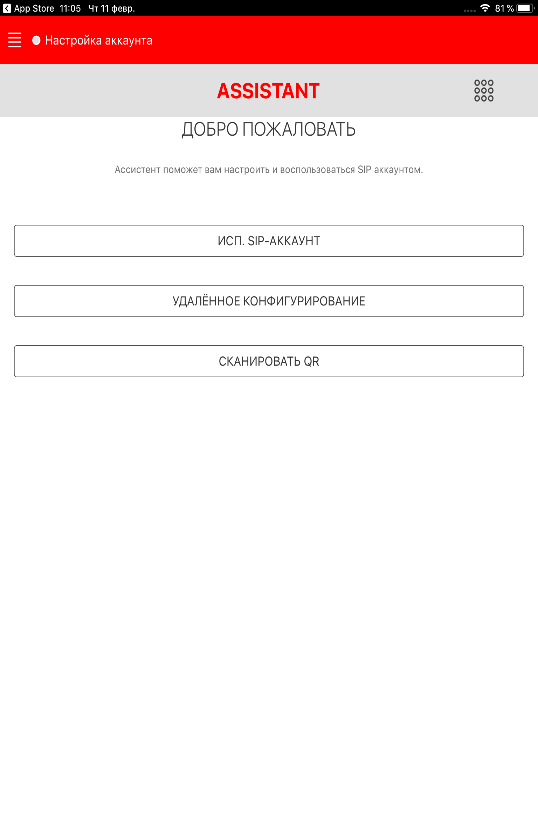 App Store 11:05 Чт 11 февр. 81 %
Настройка аккаунта
ASSISTANT
ДОБРО ПОЖАЛОВАТЬ
Ассистент поможет вам настроить и воспользоваться SIP аккаунтом.
ИСП. SIP-АККАУНТ
УДАЛЁННОЕ КОНФИГУРИРОВАНИЕ
СКАНИРОВАТЬ QR